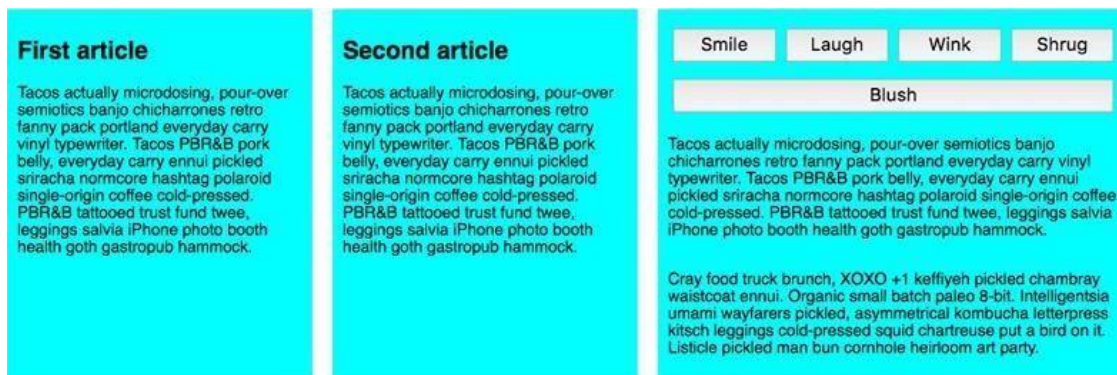 First article
Tacos actually microdosing, pour-over
semiotics banjo chicharrones retro
fanny pack portland everyday carry
vinyl typewriter. Tacos PBR&B pork
belly, everyday carry ennui pickled
sriracha normcore hashtag polaroid
single-origin coffee cold-pressed.
PBR&B tattooed trust fund twee,
leggings salvia iPhone photo booth
health goth gastropub hammock.
Second article
Tacos actually microdosing, pour-over
semiotics banjo chicharrones retro
fanny pack portland everyday carry
vinyl typewriter. Tacos PBR&B pork
belly, everyday carry ennui pickled
sriracha normcore hashtag polaroid
single-origin coffee cold-pressed.
PBR&B tattooed trust fund twee,
leggings salvia iPhone photo booth
health goth gastropub hammock.
Smile Laugh Wink Shrug
Blush
Tacos actually microdosing, pour-over semiotics banjo
chicharrones retro fanny pack portland everyday carry vinyl
typewriter. Tacos PBR&B pork belly, everyday carry ennui
pickled sriracha normcore hashtag polaroid single-origin coffee
cold-pressed. PBR&B tattooed trust fund twee, leggings salvia
iPhone photo booth health goth gastropub hammock.
Cray food truck brunch, XOXO +1 keffiyeh pickled chambray
waistcoat ennui. Organic small batch paleo 8-bit. Intelligentsia
umami wayfarers pickled, asymmetrical kombucha letterpress
kitsch leggings cold-pressed squid chartreuse put a bird on it.
Listicle pickled man bun cornhole heirloom art party.